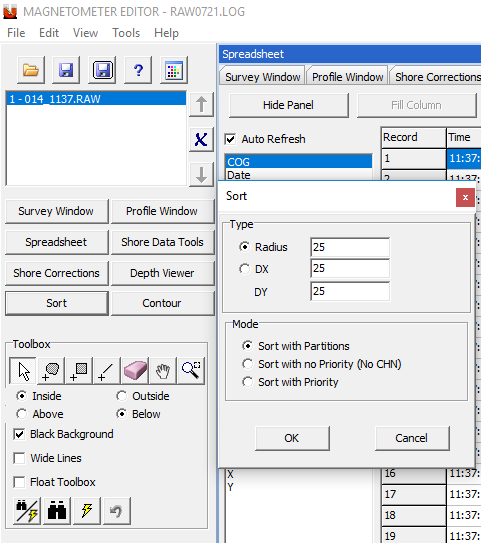 MAGNETOMETER EDITOR - RAW0721.LOG
File Edit View Tools Help
1 - 014_1137.RAW
Survey Window Profile Window
Spreadsheet Shore Data Tools
Shore Corrections Depth Viewer
Sort Contour
Toolbox
Inside Outside
Above Below
Black Background
Wide Lines
Float Toolbox
Spreadsheet
Survey Window Profile Window Shore Corrections
Hide Panel Fill Column
Auto Refresh
COG
Date
X
Y
Record Time
1 11:37:
2 11:37:
16 11:37:
17 11:37:
18 11:37:
19 11:37:
Sort
x
Type
Radius 25
DX 25
DY 25
Mode
Sort with Partitions
Sort with no Priority (No CHN)
Sort with Priority
OK Cancel